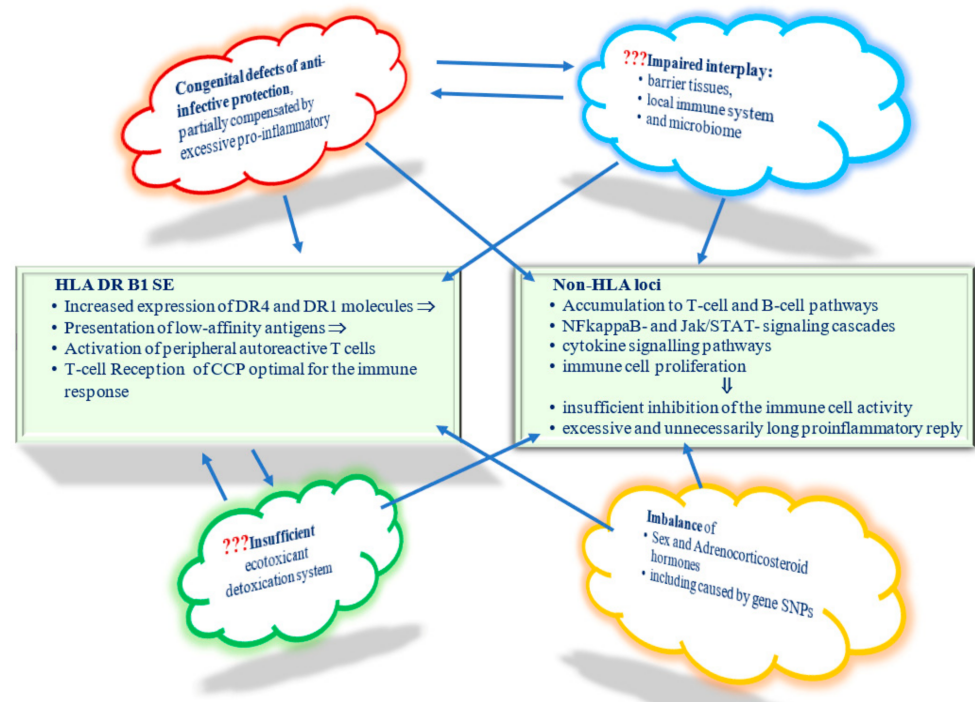 Congenital defects of anti-
infective protection,
partially compensated by
excessive pro-inflammatory
???Impaired interplay:
• barrier tissues,
• local immune system
• and microbiome
HLA DR B1 SE
• Increased expression of DR4 and DR1 molecules ⇒
• Presentation of low-affinity antigens ⇒
• Activation of peripheral autoreactive T cells
• T-cell Reception of CCP optimal for the immune
response
Non-HLA loci
• Accumulation to T-cell and B-cell pathways
• NFkappaB- and Jak/STAT- signaling cascades
• cytokine signalling pathways
• immune cell proliferation
⇓
• insufficient inhibition of the immune cell activity
• excessive and unnecessarily long proinflammatory reply
???Insufficient
ecotoxicant
detoxication system
Imbalance of
• Sex and Adrenocorticosteroid
hormones
• including caused by gene SNPs